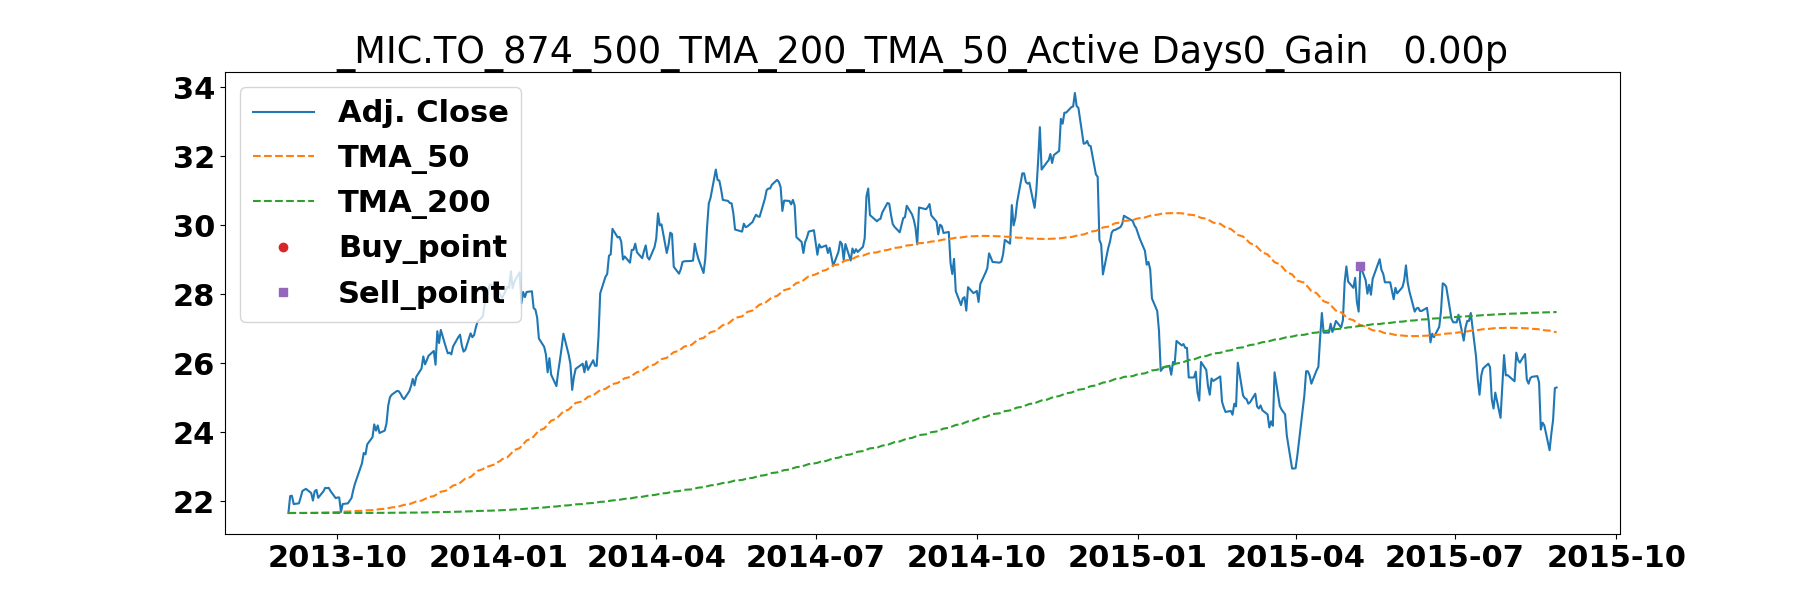 _MIC.TO_874_500_TMA_200_TMA_50_Active Days0_Gain   0.00p
34
32
30
28
26
24
22
Adj. Close
TMA_50
TMA_200
Buy_point
Sell_point
2013-10 2014-01 2014-04 2014-07 2014-10 2015-01 2015-04 2015-07 2015-10